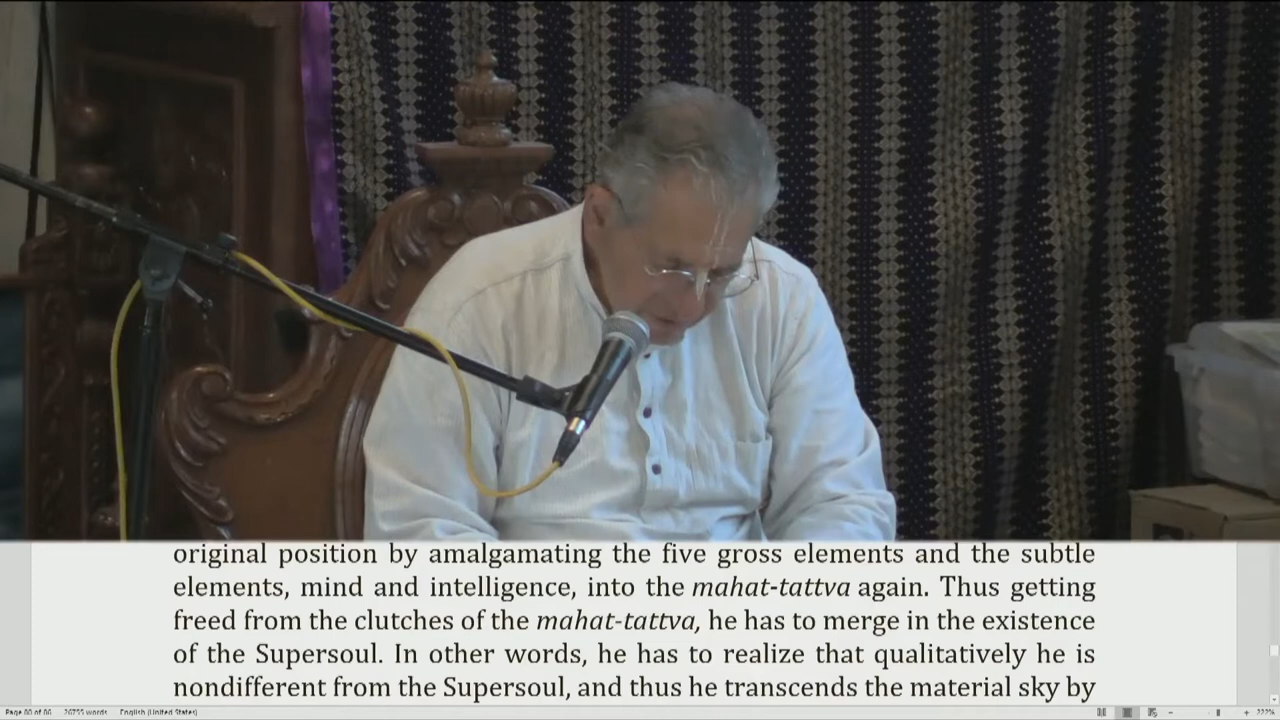 original position by amalgamating the five gross elements and the subtle
elements, mind and intelligence, into the mahat-tattva again. Thus getting
freed from the clutches of the mahat-tattva, he has to merge in the existence
of the Supersoul. In other words, he has to realize that qualitatively he is
nondifferent from the Supersoul, and thus he transcends the material sky by
26755 words English (United States) 222%